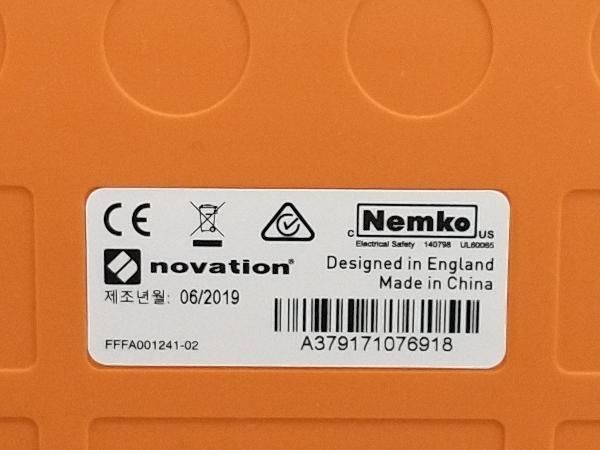 CE
c Nemko US
Electrical Safety 140798 UL60065
novation®
Designed in England
Made in China
제조년월: 06/2019
FFFA001241-02
A379171076918